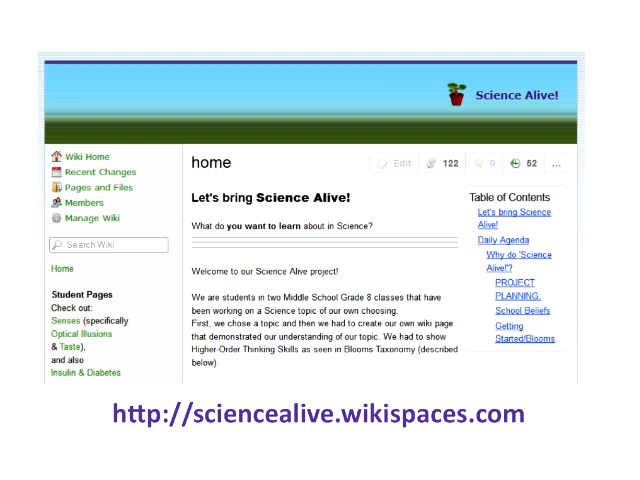 Science Alive!
Wiki Home
Recent Changes
Pages and Files
Members
Manage Wiki
Search Wiki
Home
Student Pages
Check out:
Senses (specifically
Optical Illusions
& Taste),
and also
Insulin & Diabetes
home
Edit
122
0
52
...
Let's bring Science Alive!
What do you want to learn about in Science?
Welcome to our Science Alive project!
We are students in two Middle School Grade 8 classes that have
been working on a Science topic of our own choosing.
First, we chose a topic and then we had to create our own wiki page
that demonstrated our understanding of our topic. We had to show
Higher-Order Thinking Skills as seen in Blooms Taxonomy (described
below).
Table of Contents
Let's bring Science
Alive!
Daily Agenda
Why do 'Science
Alive!'?
PROJECT
PLANNING:
School Beliefs
Getting
Started/Blooms
http://sciencealive.wikispaces.com